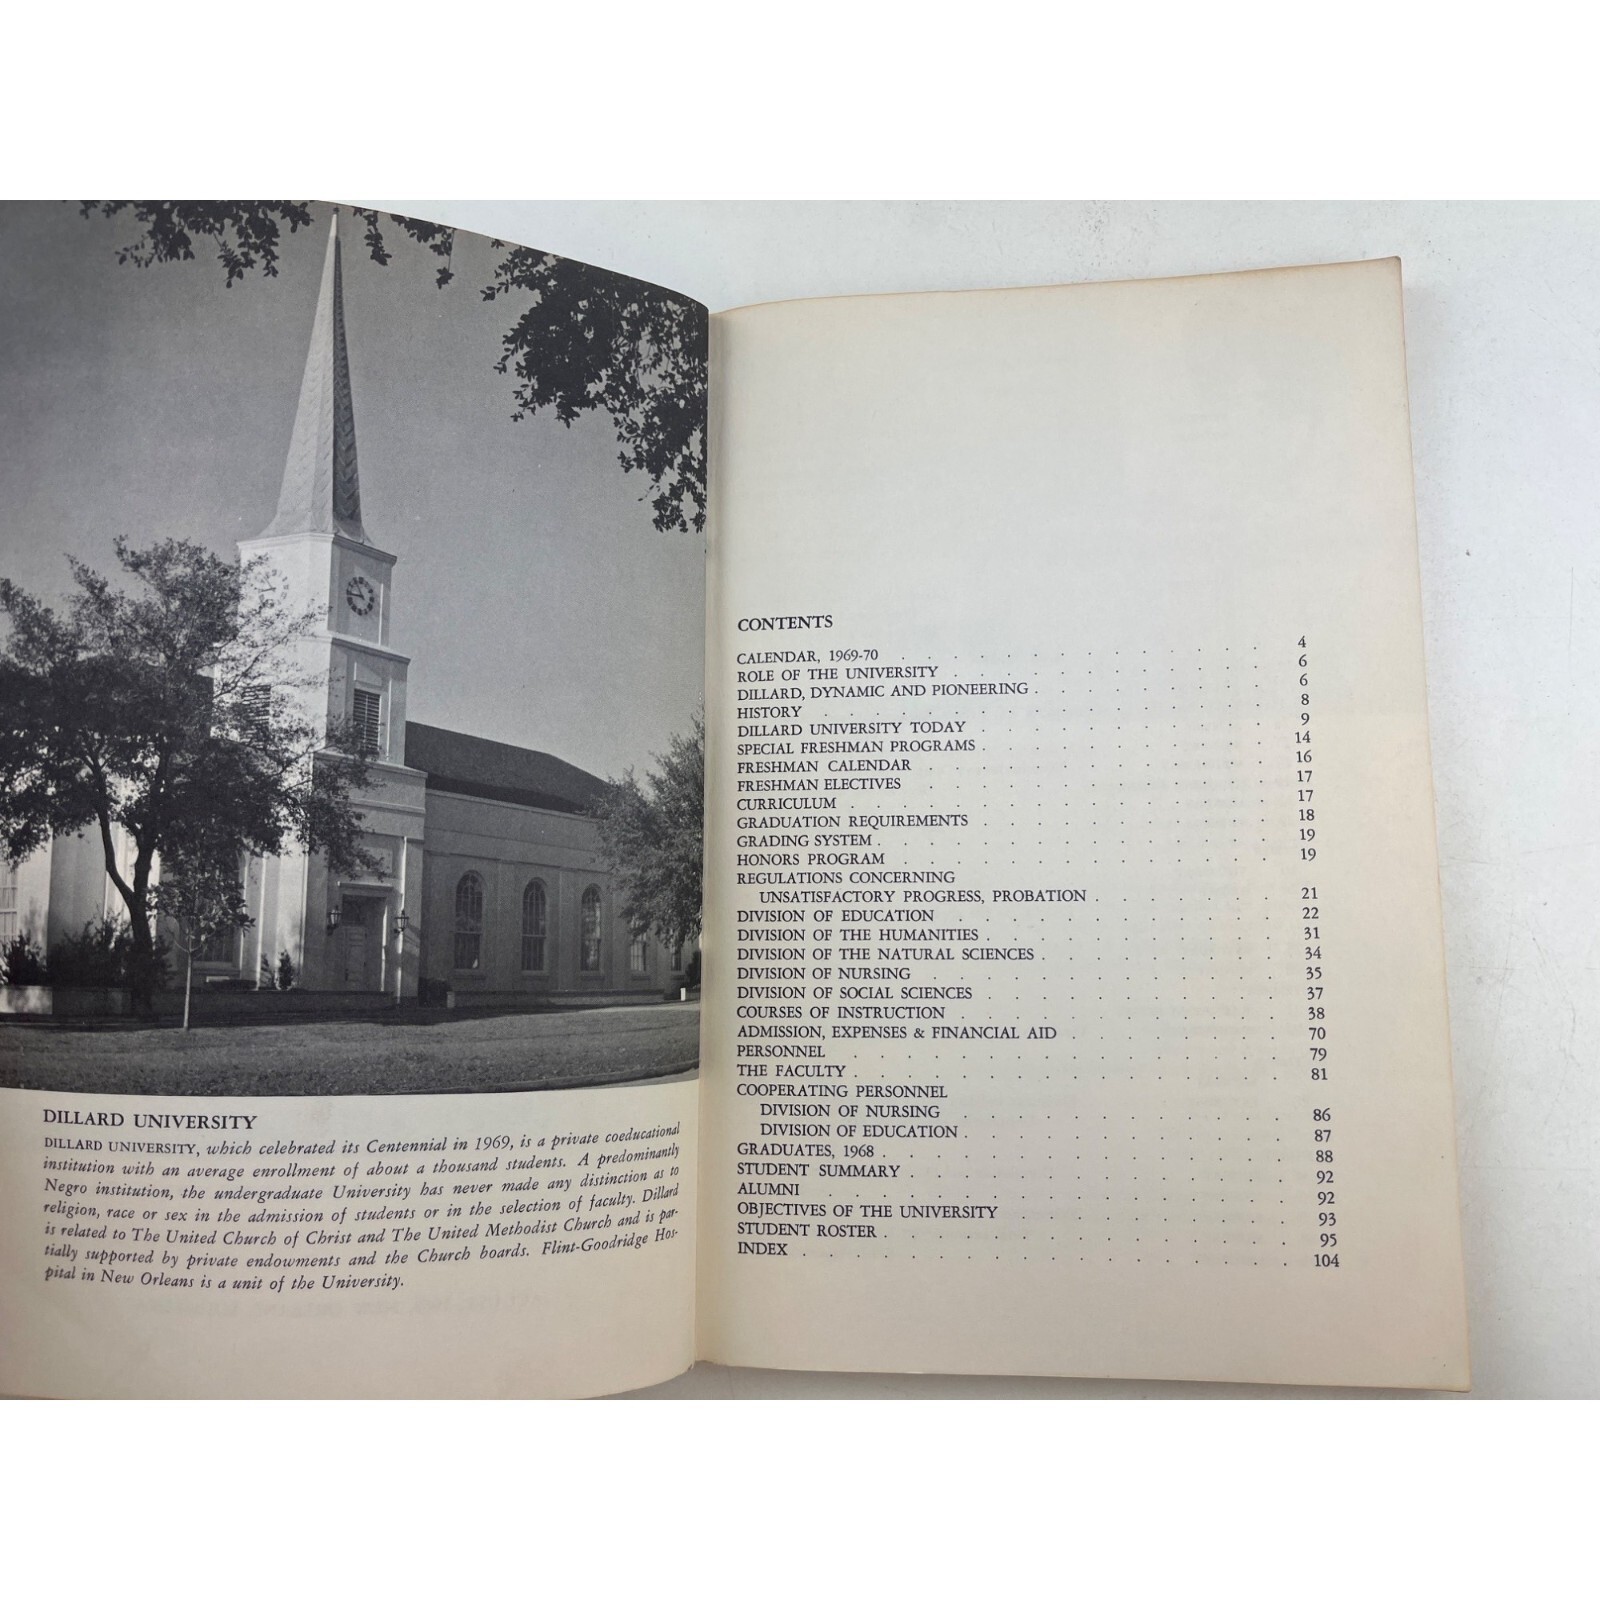 DILLARD UNIVERSITY
DILLARD UNIVERSITY, which celebrated its Centennial in 1969, is a private coeducational
institution with an average enrollment of about a thousand students. A predominantly
Negro institution, the undergraduate University has never made any distinction as to
religion, race or sex in the admission of students or in the selection of faculty. Dillard
is related to The United Church of Christ and The United Methodist Church and is par-
tially supported by private endowments and the Church boards. Flint-Goodridge Hos-
pital in New Orleans is a unit of the University.
CONTENTS
CALENDAR, 1969-70 . . . . . . . . . . . . . . 4
ROLE OF THE UNIVERSITY . . . . . . . . . . . . 6
DILLARD, DYNAMIC AND PIONEERING . . . . . . . . . 6
HISTORY . . . . . . . . . . . . . . . . . 8
DILLARD UNIVERSITY TODAY . . . . . . . . . . . 9
SPECIAL FRESHMAN PROGRAMS . . . . . . . . . . . 14
FRESHMAN CALENDAR . . . . . . . . . . . . . 16
FRESHMAN ELECTIVES . . . . . . . . . . . . . 17
CURRICULUM . . . . . . . . . . . . . . . . 17
GRADUATION REQUIREMENTS . . . . . . . . . . . 18
GRADING SYSTEM . . . . . . . . . . . . . . . 19
HONORS PROGRAM . . . . . . . . . . . . . . 19
REGULATIONS CONCERNING
UNSATISFACTORY PROGRESS, PROBATION . . . . . . . 21
DIVISION OF EDUCATION . . . . . . . . . . . . 22
DIVISION OF THE HUMANITIES . . . . . . . . . . . 31
DIVISION OF THE NATURAL SCIENCES . . . . . . . . . 34
DIVISION OF NURSING . . . . . . . . . . . . . 35
DIVISION OF SOCIAL SCIENCES . . . . . . . . . . . 37
COURSES OF INSTRUCTION . . . . . . . . . . . . 38
ADMISSION, EXPENSES & FINANCIAL AID . . . . . . . . 70
PERSONNEL . . . . . . . . . . . . . . . . 79
THE FACULTY . . . . . . . . . . . . . . . . 81
COOPERATING PERSONNEL
DIVISION OF NURSING . . . . . . . . . . . . 86
DIVISION OF EDUCATION . . . . . . . . . . . . 87
GRADUATES, 1968 . . . . . . . . . . . . . . . 88
STUDENT SUMMARY . . . . . . . . . . . . . . 92
ALUMNI . . . . . . . . . . . . . . . . . 92
OBJECTIVES OF THE UNIVERSITY . . . . . . . . . . 93
STUDENT ROSTER . . . . . . . . . . . . . . . 95
INDEX . . . . . . . . . . . . . . . . . . 104